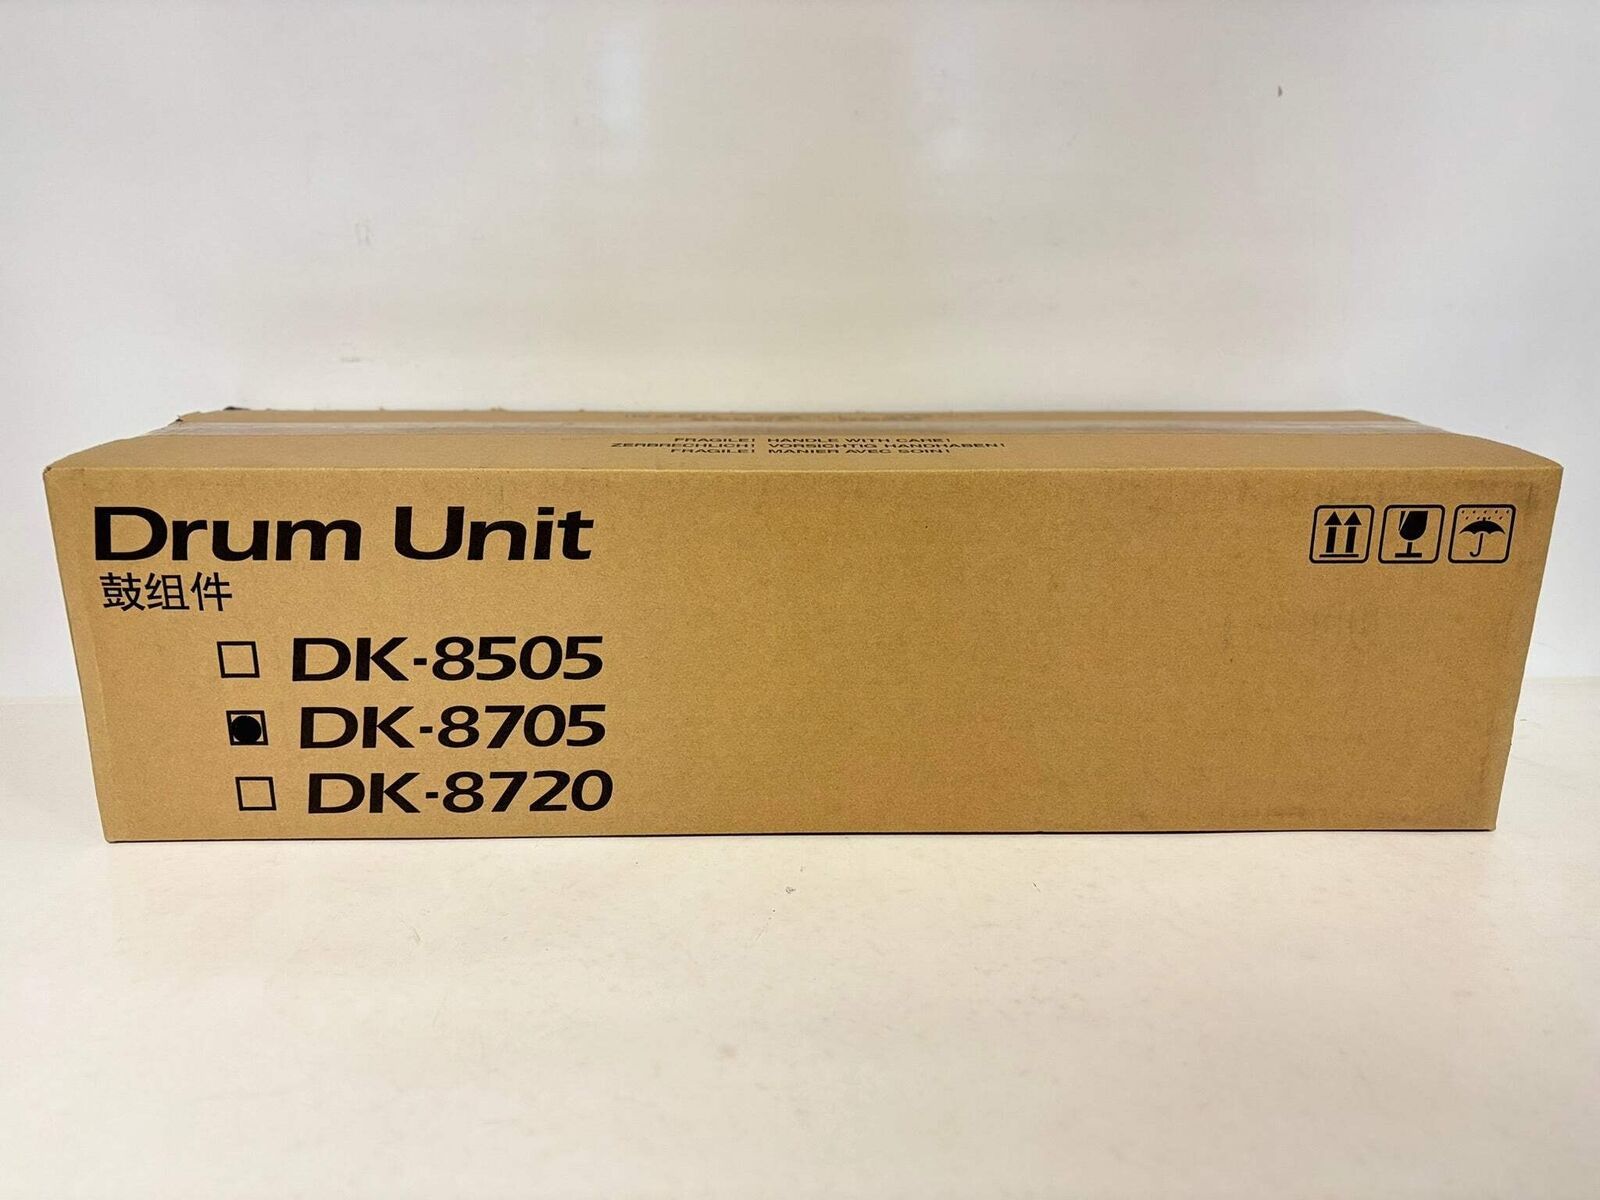 FRAGILE! HANDLE WITH CARE!
ZERBRECHLICH! VORSICHTIG HANDHABEN!
FRAGILE! MANIER AVEC SOIN!
Drum Unit
鼓组件
DK-8505
DK-8705
DK-8720